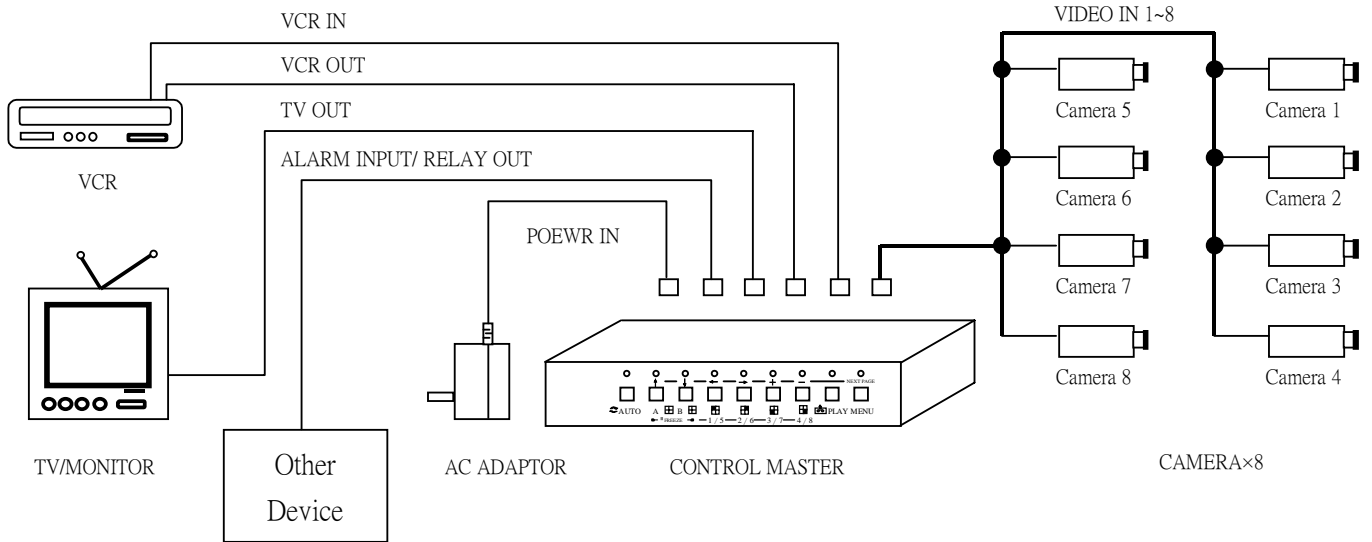 VCR IN
VIDEO IN 1~8
VCR OUT
TV OUT
ALARM INPUT/ RELAY OUT
POEWR IN
VCR
Camera 5
Camera 1
Camera 6
Camera 2
Camera 7
Camera 3
Camera 8
Camera 4
NEXT PAGE
AUTO A B PLAY MENU
FREEZE 1 / 5 2 / 6 3 / 7 4 / 8
TV/MONITOR
Other
Device
AC ADAPTOR
CONTROL MASTER
CAMERA×8